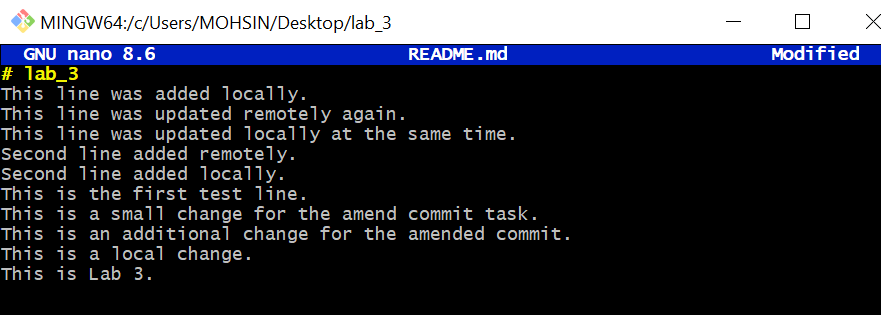 MINGW64:/c/Users/MOHSIN/Desktop/lab_3
GNU nano 8.6 README.md Modified
# lab_3
This line was added locally.
This line was updated remotely again.
This line was updated locally at the same time.
Second line added remotely.
Second line added locally.
This is the first test line.
This is a small change for the amend commit task.
This is an additional change for the amended commit.
This is a local change.
This is Lab 3.